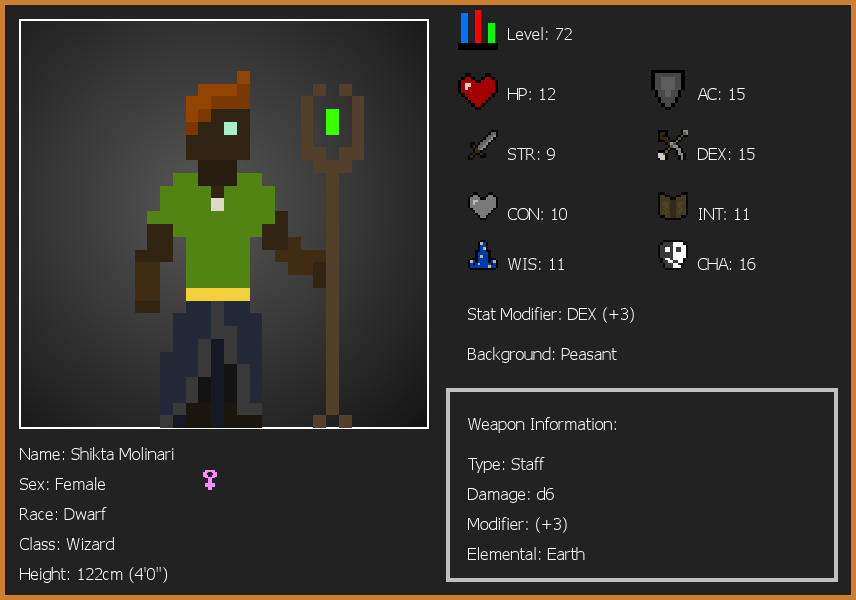 Level: 72
HP: 12
AC: 15
STR: 9
DEX: 15
CON: 10
INT: 11
WIS: 11
CHA: 16
Stat Modifier: DEX (+3)
Background: Peasant
Weapon Information:
Type: Staff
Damage: d6
Modifier: (+3)
Elemental: Earth
Name: Shikta Molinari
Sex: Female
Race: Dwarf
Class: Wizard
Height: 122cm (4'0")